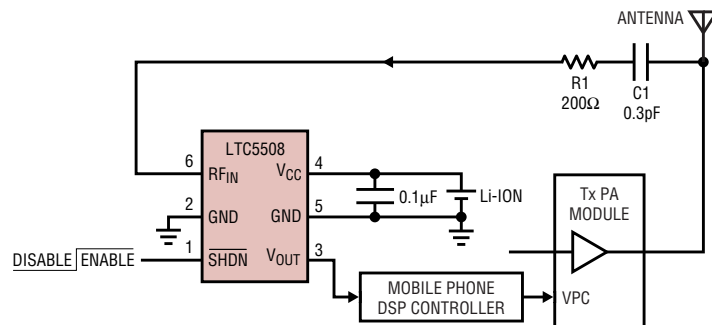 ANTENNA
R1
200Ω
C1
0.3pF
LTC5508
6
RFIN
VCC
4
2
GND
GND
5
0.1µF
Li-ION
Tx PA
MODULE
DISABLE ENABLE
1
SHDN
VOUT
3
MOBILE PHONE
DSP CONTROLLER
VPC